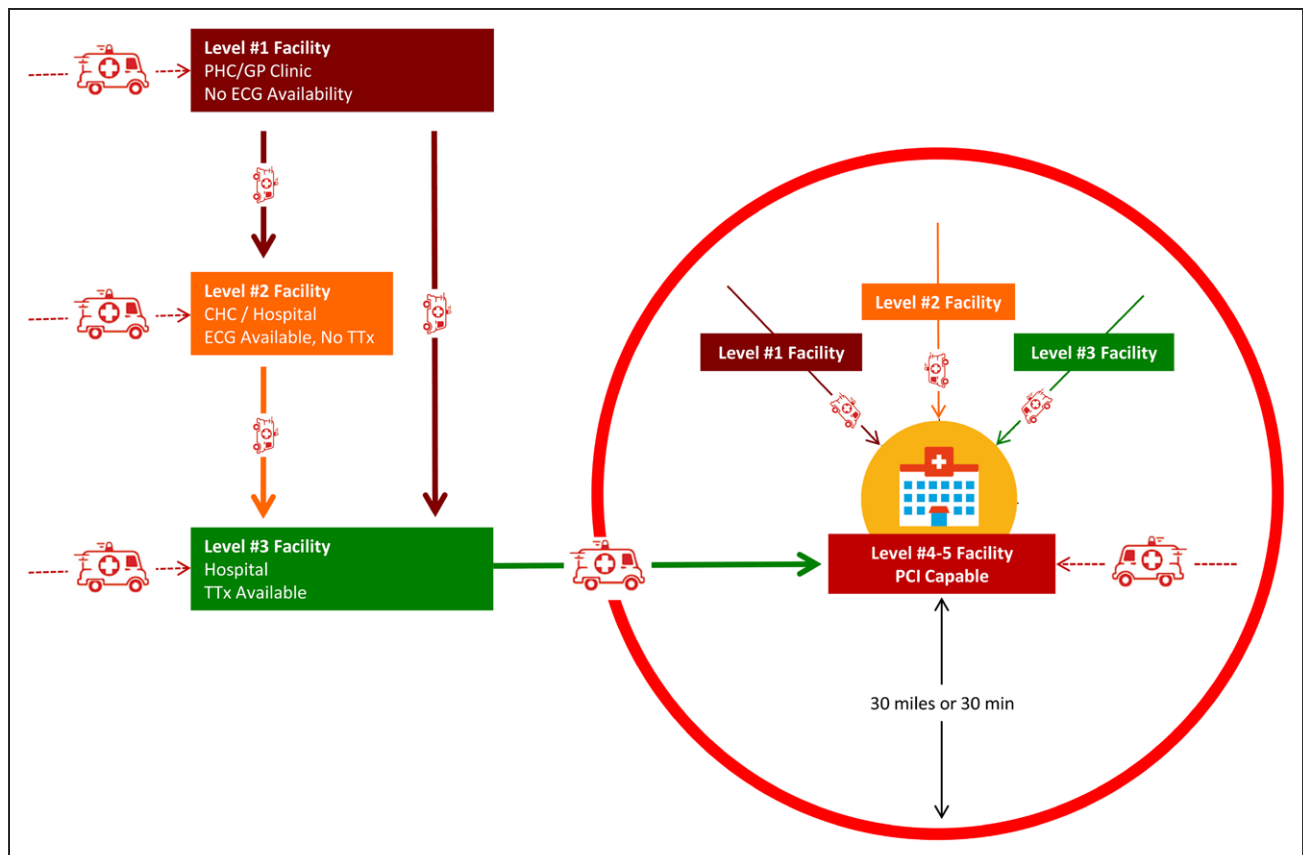 Level #1 Facility
PHC/GP Clinic
No ECG Availability
Level #2 Facility
CHC / Hospital
ECG Available, No TTx
Level #3 Facility
Hospital
TTx Available
Level #2 Facility
Level #1 Facility
Level #3 Facility
Level #4-5 Facility
PCI Capable
30 miles or 30 min